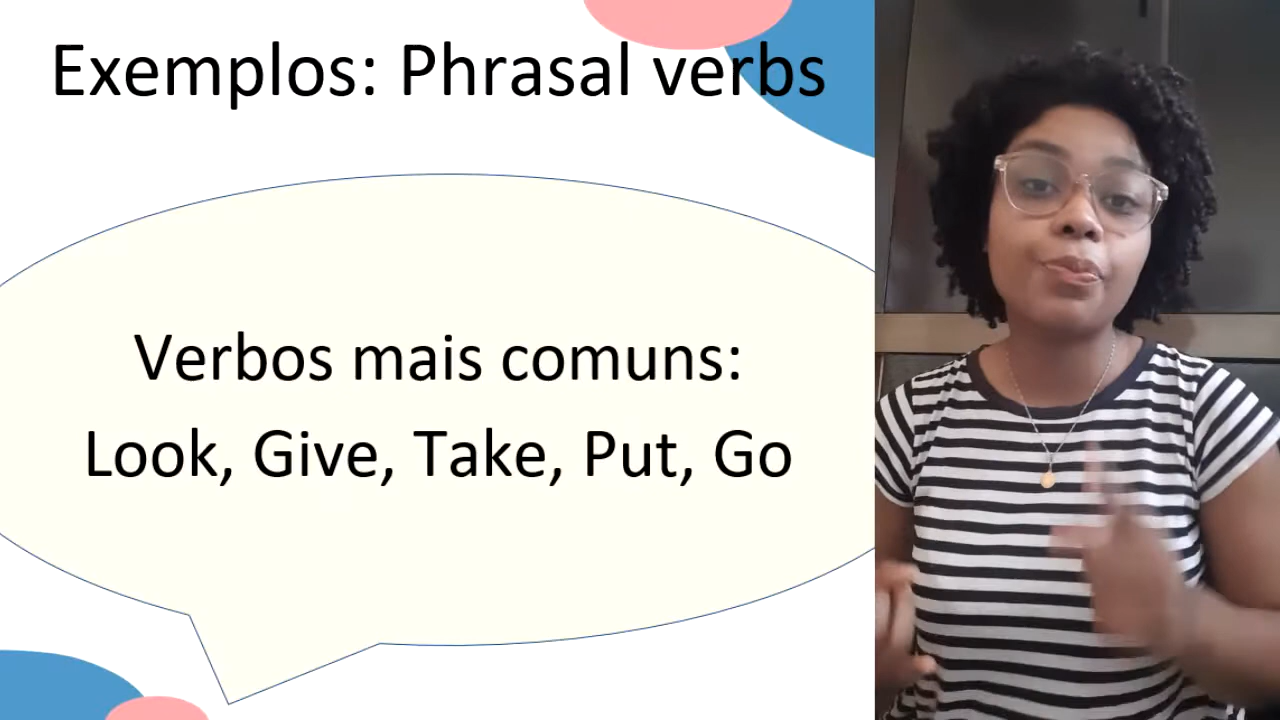 Exemplos: Phrasal verbs
Verbos mais comuns:
Look, Give, Take, Put, Go